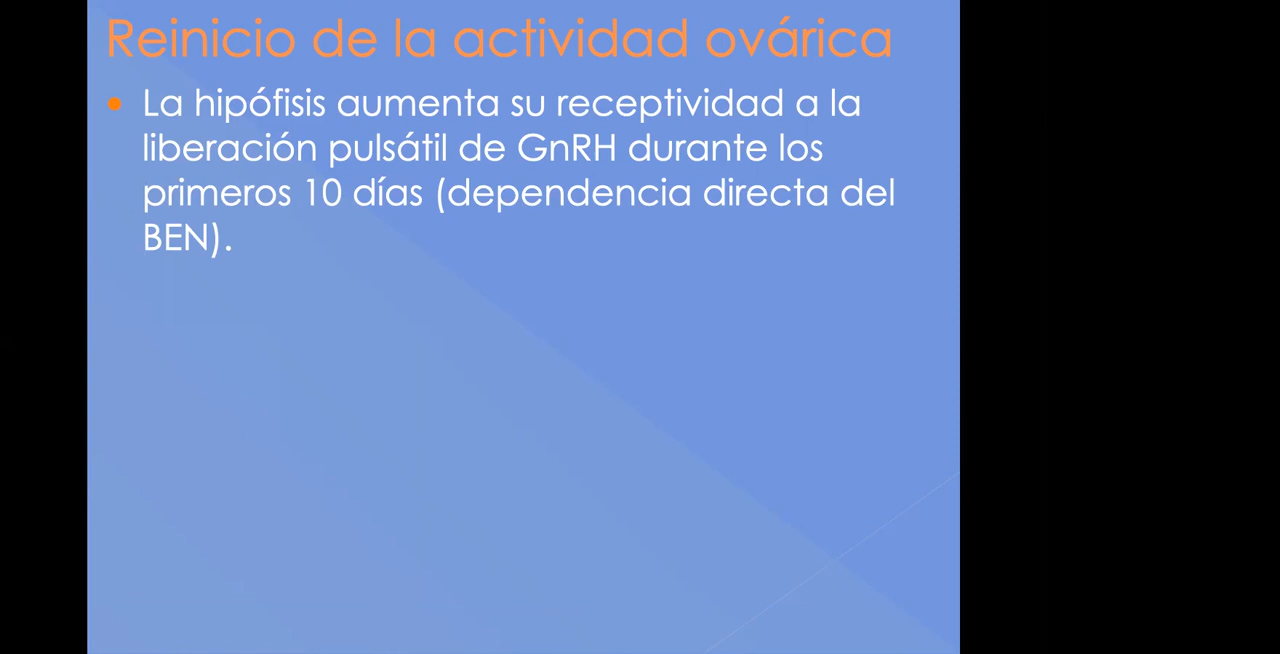 Reinicio de la actividad ovárica
La hipófisis aumenta su receptividad a la
liberación pulsátil de GnRH durante los
primeros 10 días (dependencia directa del
BEN).